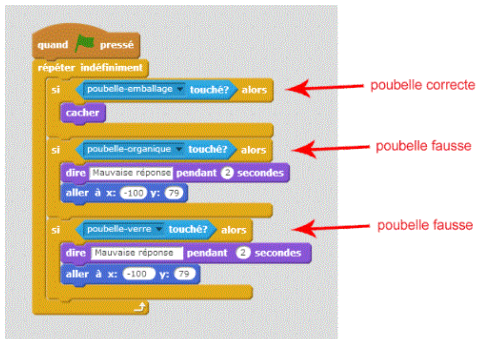 quand pressé
répéter indéfiniment
si poubelle-emballage touché? alors
poubelle correcte
cacher
si poubelle-organique touché? alors
poubelle fausse
dire Mauvaise réponse pendant 2 secondes
aller à x: -100 y: 79
si poubelle-verre touché? alors
poubelle fausse
dire Mauvaise réponse pendant 2 secondes
aller à x: -100 y: 79